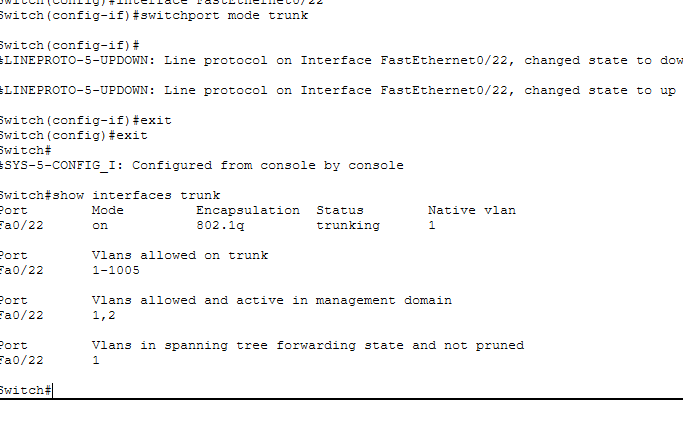 Switch(config)#interface FastEthernet0/22
Switch(config-if)#switchport mode trunk
Switch(config-if)#
%LINEPROTO-5-UPDOWN: Line protocol on Interface FastEthernet0/22, changed state to dow
%LINEPROTO-5-UPDOWN: Line protocol on Interface FastEthernet0/22, changed state to up
Switch(config-if)#exit
Switch(config)#exit
Switch#
%SYS-5-CONFIG_I: Configured from console by console
Switch#show interfaces trunk
Port Mode Encapsulation Status Native vlan
Fa0/22 on 802.1q trunking 1
Port Vlans allowed on trunk
Fa0/22 1-1005
Port Vlans allowed and active in management domain
Fa0/22 1,2
Port Vlans in spanning tree forwarding state and not pruned
Fa0/22 1
Switch#